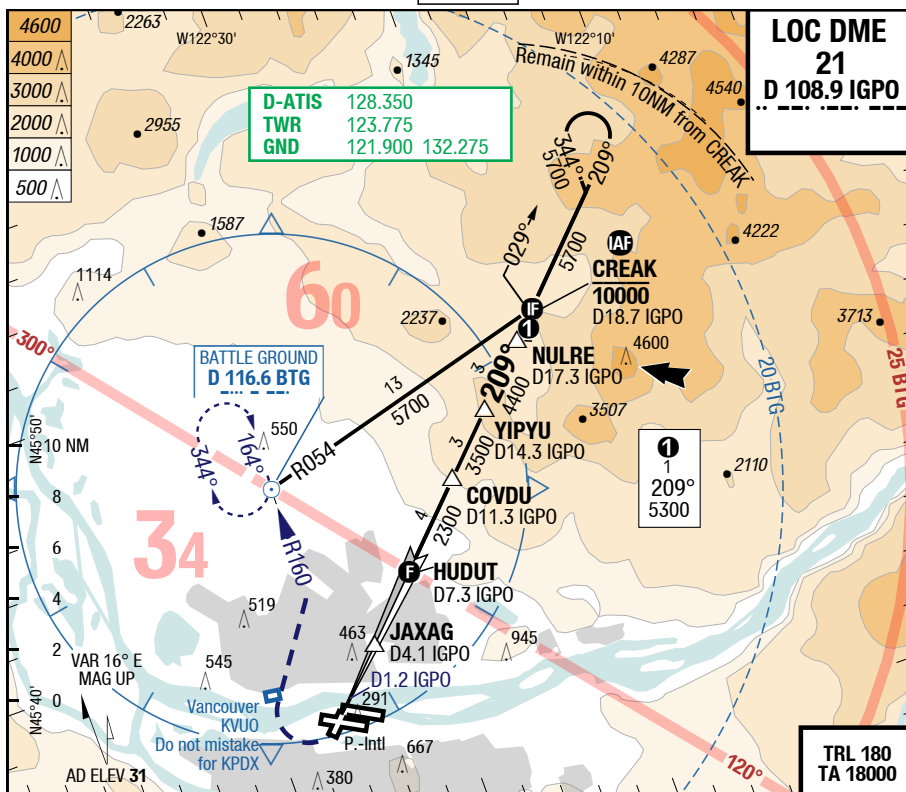 4600
4000
3000
2000
1000
500
2263
W122°30'
W122°10'
1345
2955
D-ATIS 128.350
TWR 123.775
GND 121.900 132.275
Remain within 10NM from CREAK
4287
4540
LOC DME
21
D 108.9 IGPO
344°
5700
209°
1587
1114
60
029°
5700
IAF
CREAK
10000
D18.7 IGPO
4222
3713
IF
1
2237
300°
BATTLE GROUND
D 116.6 BTG
13
5700
R054
3
209°
4400
NULRE
D17.3 IGPO
4600
20 BTG
25 BTG
3507
N45°50'
10 NM
550
164°
344°
3
3500
YIPYU
D14.3 IGPO
1
1
209°
5300
2110
8
COVDU
D11.3 IGPO
4
2300
34
R160
6
F
HUDUT
D7.3 IGPO
4
519
463
JAXAG
D4.1 IGPO
945
2
D1.2 IGPO
VAR 16° E
MAG UP
545
N45°40'
0
291
Vancouver
KVUO
Do not mistake
for KPDX
P.-Intl
667
380
120°
AD ELEV 31
TRL 180
TA 18000